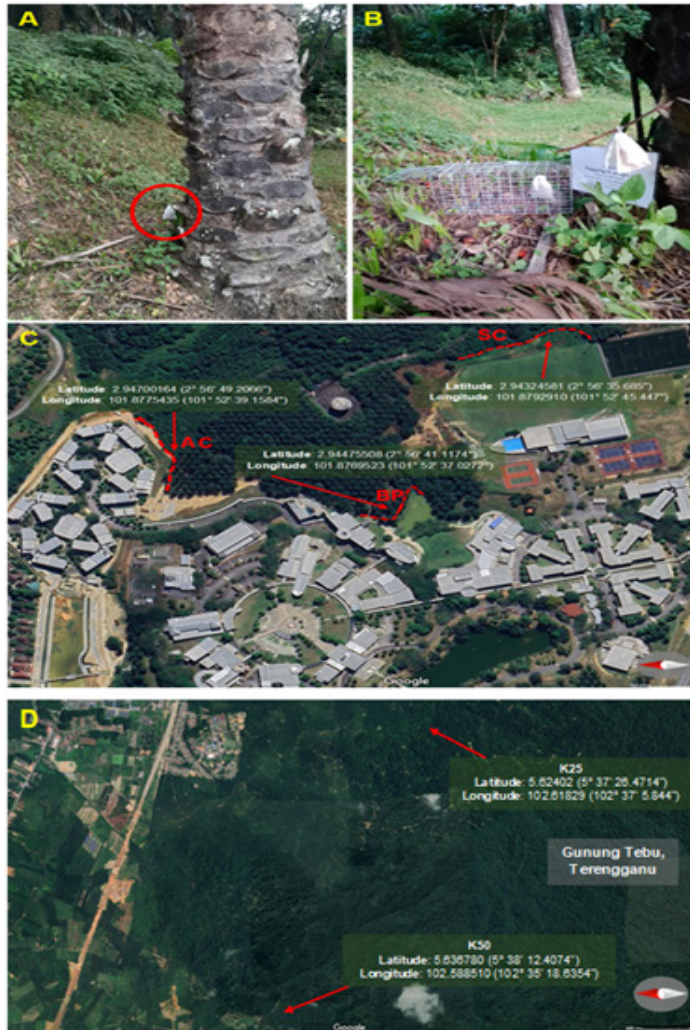 A
B
C
SC
Latitude: 2.94700164 (2° 56' 49.2066")
Longitude: 101.8775435 (101° 52' 39.1584")
Latitude: 2.94324581 (2° 56' 35.685")
Longitude: 101.8792910 (101° 52' 45.447")
AC
Latitude: 2.94475508 (2° 56' 41.1174")
Longitude: 101.8769523 (101° 52' 37.0272")
BP
Google
D
K25
Latitude: 5.62402 (5° 37' 26.4714")
Longitude: 102.61829 (102° 37' 5.844")
Gunung Tebu,
Terengganu
K50
Latitude: 5.636780 (5° 38' 12.4074")
Longitude: 102.588510 (102° 35' 18.6354")
Google